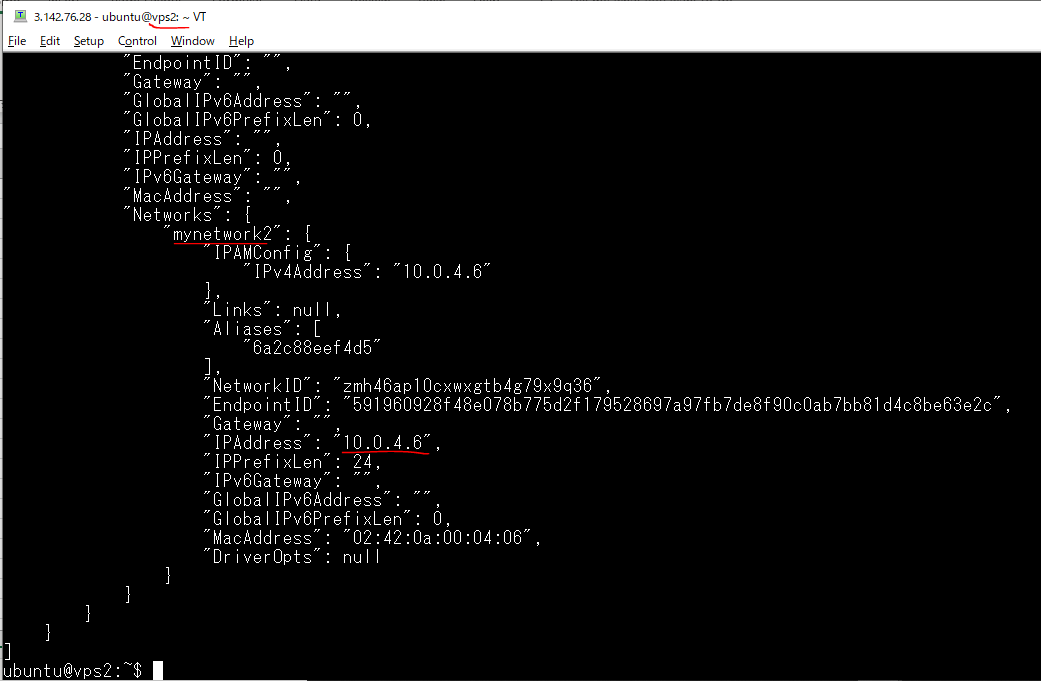 3.142.76.28 - ubuntu@vps2: ~ VT
File Edit Setup Control Window Help
"EndpointID": "",
"Gateway": "",
"GlobalIPv6Address": "",
"GlobalIPv6PrefixLen": 0,
"IPAddress": "",
"IPPrefixLen": 0,
"IPv6Gateway": "",
"MacAddress": "",
"Networks": {
"mynetwork2": {
"IPAMConfig": {
"IPv4Address": "10.0.4.6"
},
"Links": null,
"Aliases": [
"6a2c88eef4d5"
],
"NetworkID": "zmh46ap10cxwxgtb4g79x9q36",
"EndpointID": "591960928f48e078b775d2f179528697a97fb7de8f90c0ab7bb81d4c8be63e2c",
"Gateway": "",
"IPAddress": "10.0.4.6",
"IPPrefixLen": 24,
"IPv6Gateway": "",
"GlobalIPv6Address": "",
"GlobalIPv6PrefixLen": 0,
"MacAddress": "02:42:0a:00:04:06",
"DriverOpts": null
}
}
}
}
]
ubuntu@vps2:~$